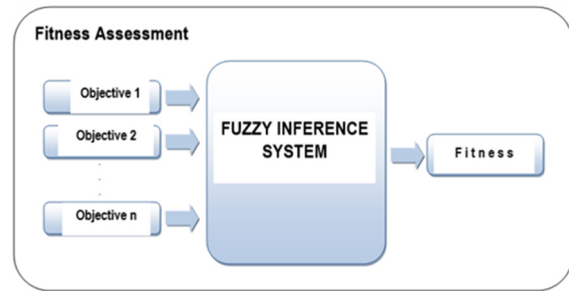 Fitness Assessment
Objective 1
Objective 2
Objective n
FUZZY INFERENCE
SYSTEM
Fitness